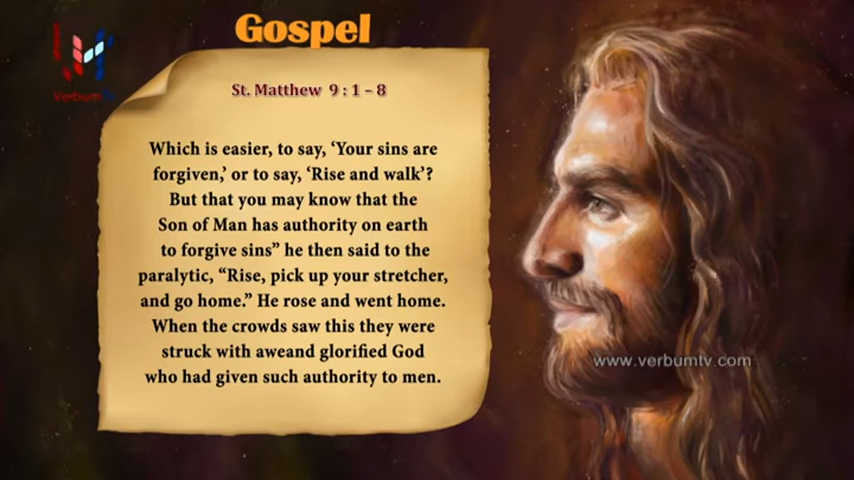 Gospel
VerbumTv
St. Matthew 9 : 1 – 8
Which is easier, to say, ‘Your sins are
forgiven,’ or to say, ‘Rise and walk’?
But that you may know that the
Son of Man has authority on earth
to forgive sins” he then said to the
paralytic, “Rise, pick up your stretcher,
and go home.” He rose and went home.
When the crowds saw this they were
struck with aweand glorified God
who had given such authority to men.
www.verbumtv.com